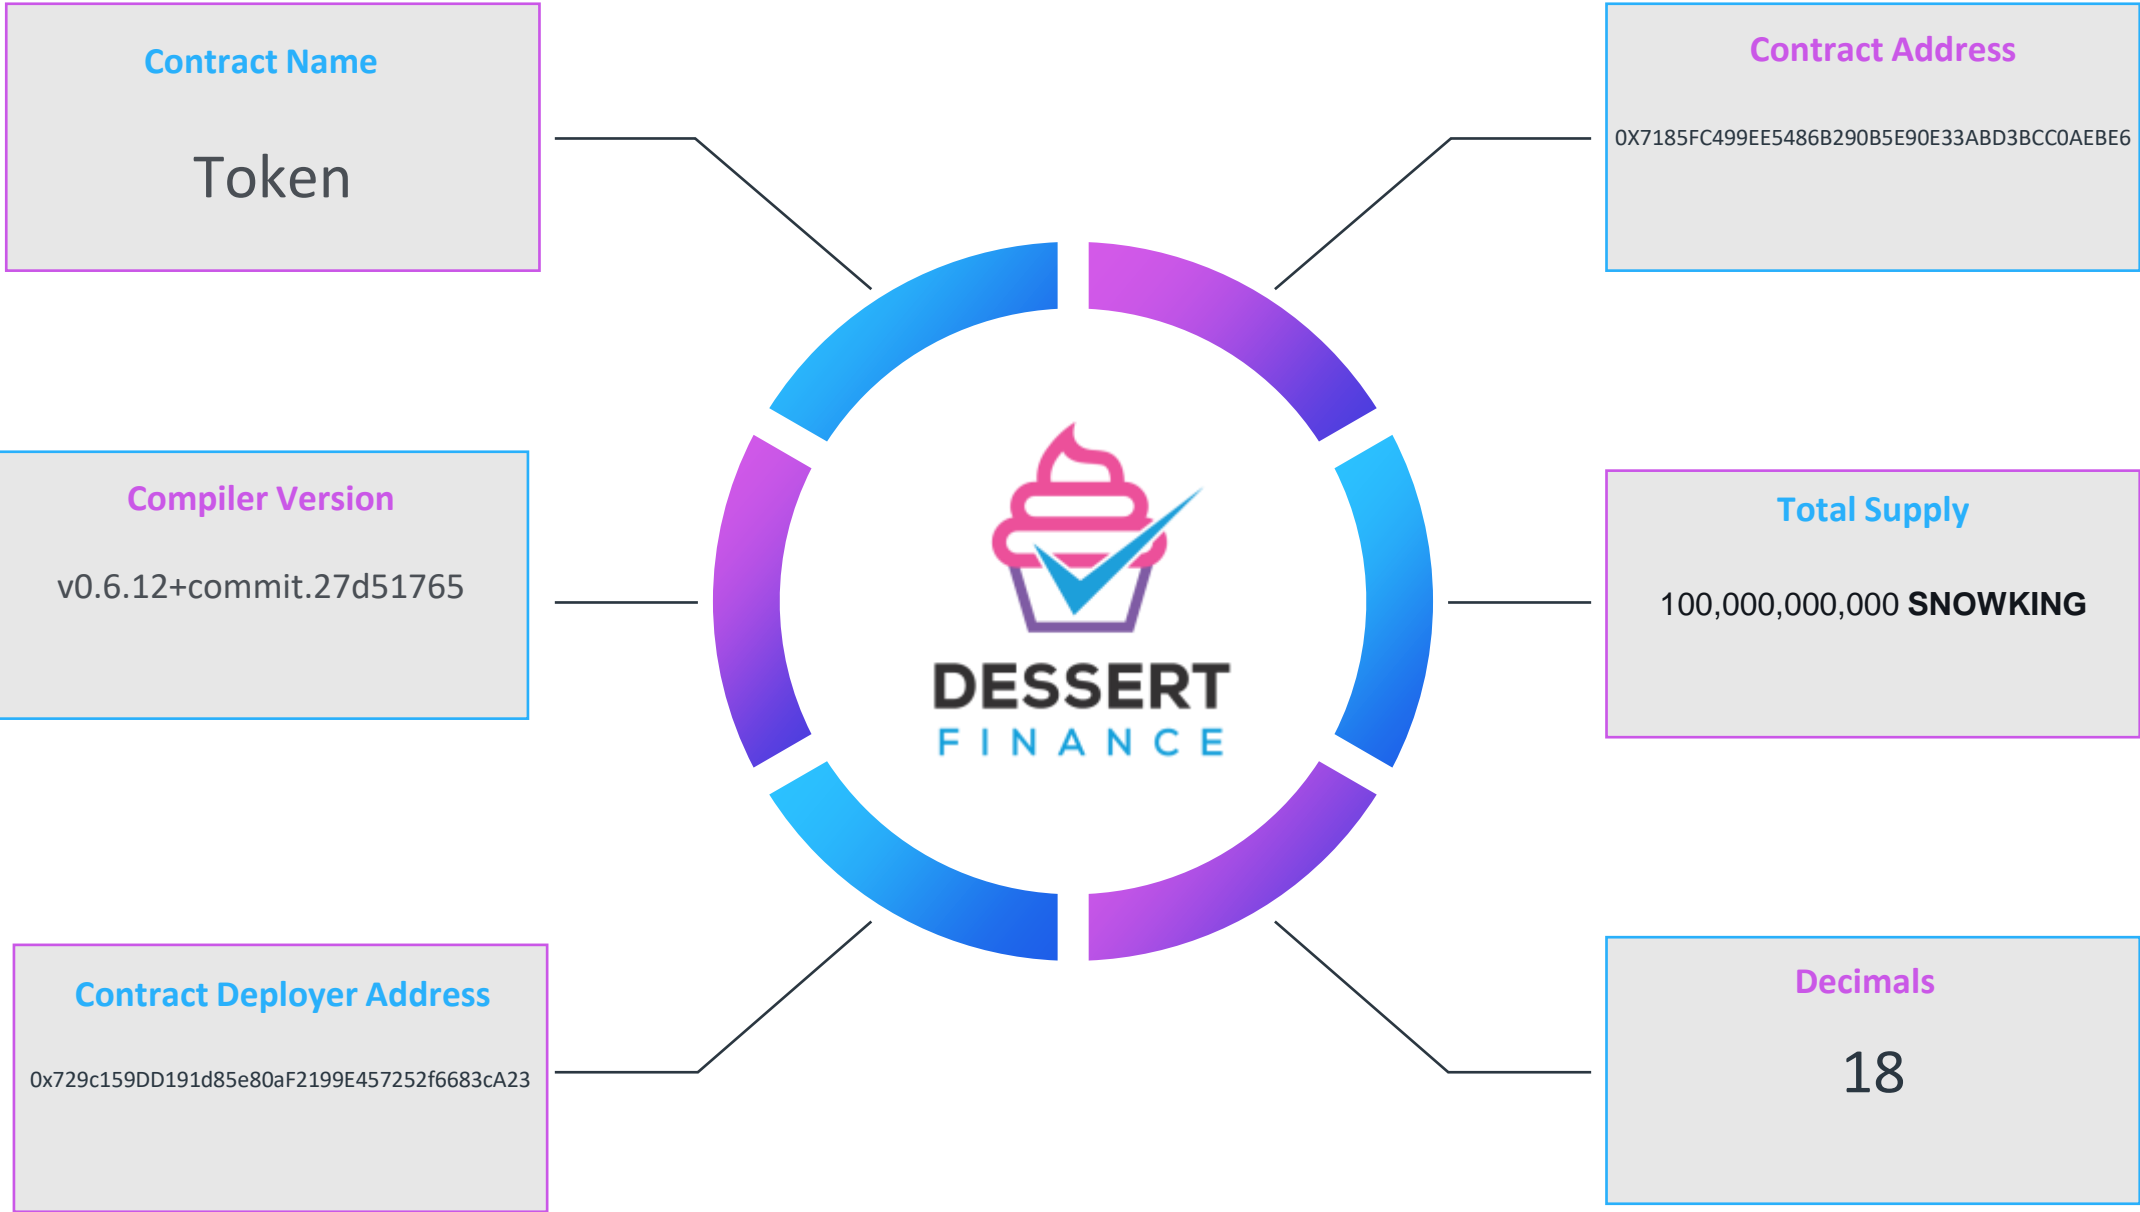 Contract Name
Token
Contract Address
0X7185FC499EE5486B290B5E90E33ABD3BCC0AEBE6
Compiler Version
v0.6.12+commit.27d51765
Total Supply
100,000,000,000 SNOWKING
DESSERT
FINANCE
Contract Deployer Address
0x729c159DD191d85e80aF2199E457252f6683cA23
Decimals
18